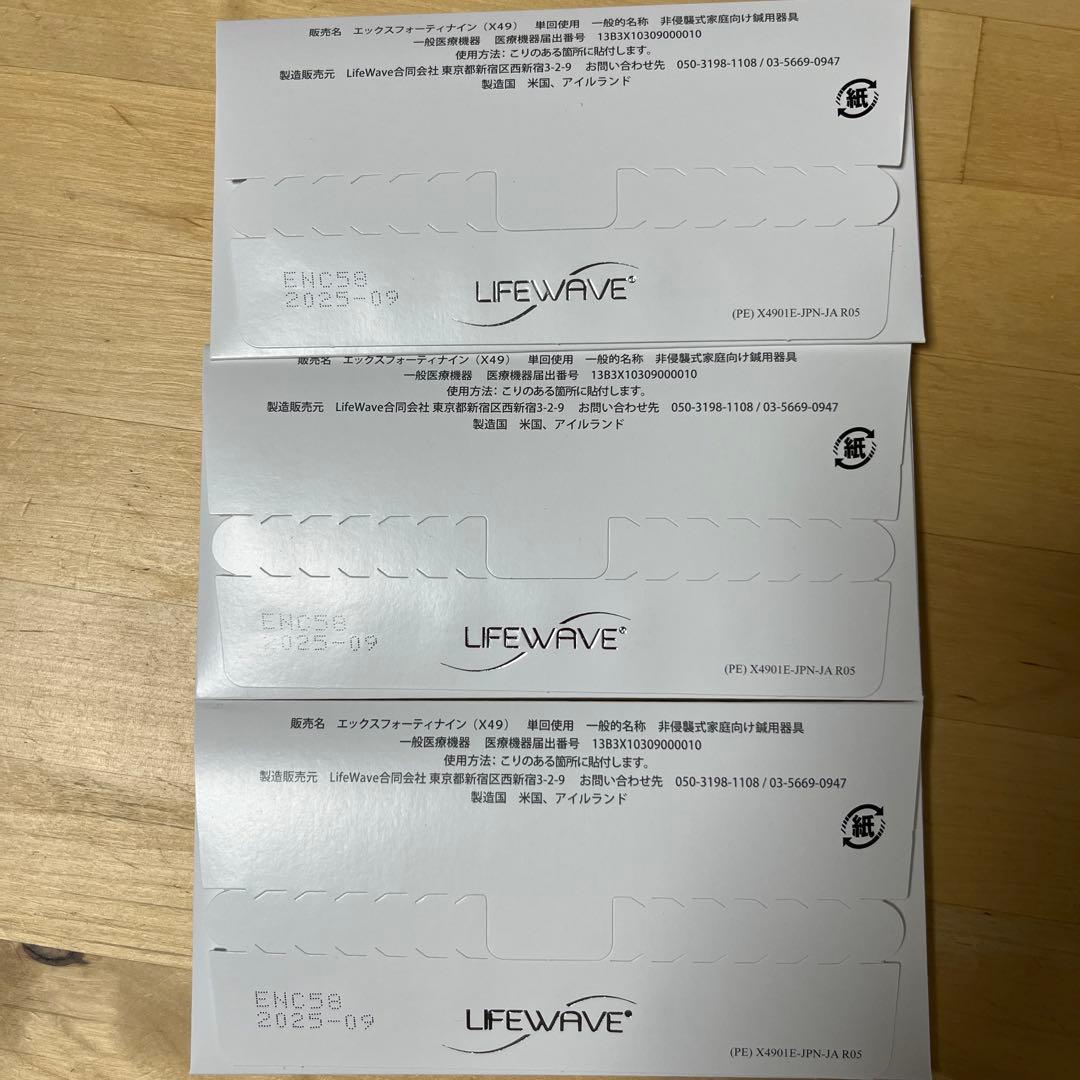 販売名 エックスフォーティナイン（X49） 単回使用 一般的名称 非侵襲式家庭向け鍼用器具
一般医療機器 医療機器届出番号 13B3X10309000010
使用方法：こりのある箇所に貼付します。
製造販売元 LifeWave合同会社 東京都新宿区西新宿3-2-9 お問い合わせ先 050-3198-1108 / 03-5669-0947
製造国 米国、アイルランド
紙
ENC58
2025-09
LIFEWAVE
(PE) X4901E-JPN-JA R05
販売名 エックスフォーティナイン（X49） 単回使用 一般的名称 非侵襲式家庭向け鍼用器具
一般医療機器 医療機器届出番号 13B3X10309000010
使用方法：こりのある箇所に貼付します。
製造販売元 LifeWave合同会社 東京都新宿区西新宿3-2-9 お問い合わせ先 050-3198-1108 / 03-5669-0947
製造国 米国、アイルランド
紙
ENC58
2025-09
LIFEWAVE
(PE) X4901E-JPN-JA R05
販売名 エックスフォーティナイン（X49） 単回使用 一般的名称 非侵襲式家庭向け鍼用器具
一般医療機器 医療機器届出番号 13B3X10309000010
使用方法：こりのある箇所に貼付します。
製造販売元 LifeWave合同会社 東京都新宿区西新宿3-2-9 お問い合わせ先 050-3198-1108 / 03-5669-0947
製造国 米国、アイルランド
紙
ENC58
2025-09
LIFEWAVE
(PE) X4901E-JPN-JA R05